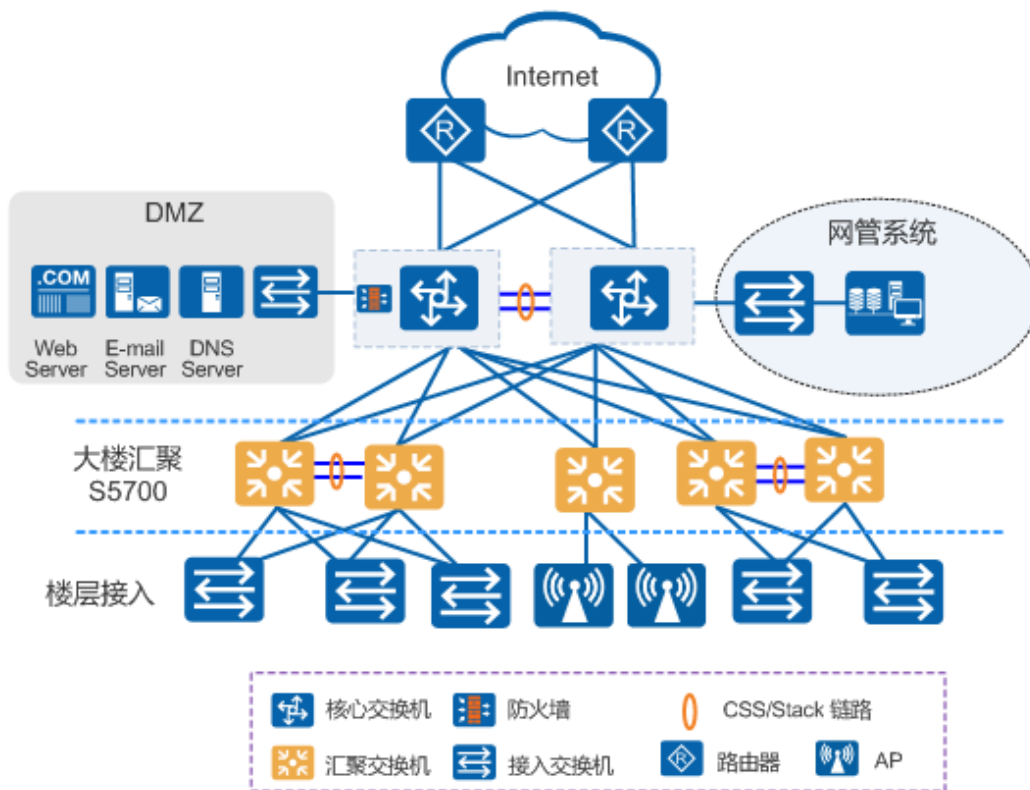 Internet
R
R
DMZ
网管系统
.COM
Web
Server
E-mail
Server
DNS
Server
大楼汇聚
S5700
楼层接入
核心交换机
防火墙
CSS/Stack 链路
汇聚交换机
接入交换机
R
路由器
AP